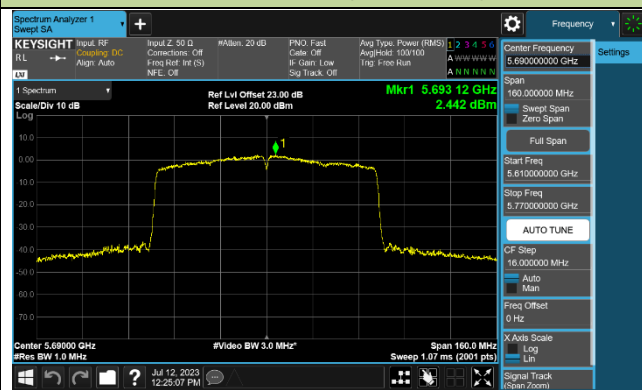 Spectrum Analyzer 1
Swept SA
+
Frequency
KEYSIGHT
Input: RF
Coupling: DC
Align: Auto
Input Z: 50 Ω
Corrections: Off
Freq Ref: Int (S)
NFE: Off
#Atten: 20 dB
PNO: Fast
Gate: Off
IF Gain: Low
Sig Track: Off
Avg Type: Power (RMS)
Avg|Hold: 100/100
Trig: Free Run
1 2 3 4 5 6
A W W W W W
A N N N N N
RL
LXI
Center Frequency
5.690000000 GHz
Settings
Span
160.000000 MHz
Swept Span
Zero Span
Full Span
Start Freq
5.610000000 GHz
Stop Freq
5.770000000 GHz
AUTO TUNE
CF Step
16.000000 MHz
Auto
Man
Freq Offset
0 Hz
X Axis Scale
Log
Lin
Signal Track
(Span Zoom)
1 Spectrum
Scale/Div 10 dB
Log
Ref Lvl Offset 23.00 dB
Ref Level 20.00 dBm
Mkr1 5.693 12 GHz
2.442 dBm
1
10.0
0.00
10.0
20.0
30.0
40.0
50.0
60.0
70.0
Center 5.69000 GHz
#Res BW 1.0 MHz
#Video BW 3.0 MHz*
Span 160.0 MHz
Sweep 1.07 ms (2001 pts)
?
Jul 12, 2023
12:25:07 PM